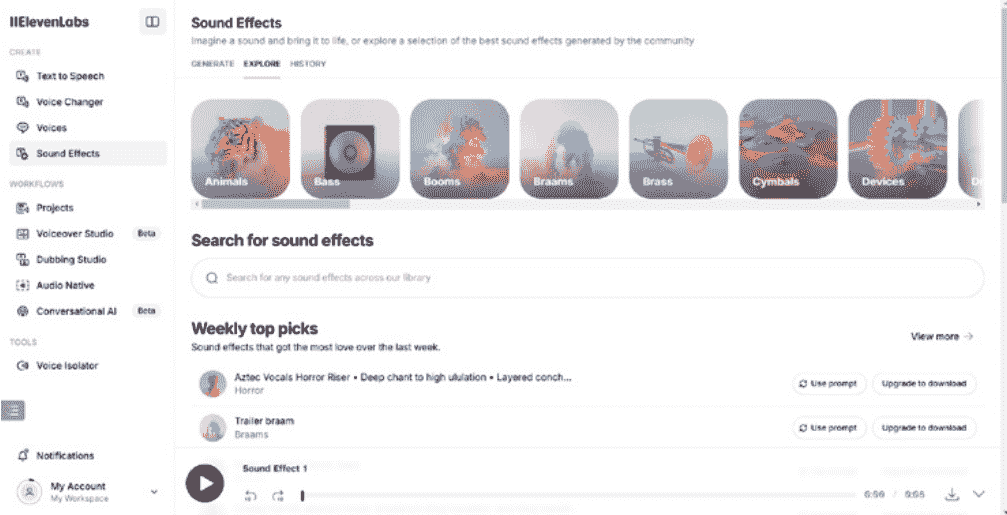 IIElevenLabs
CREATE
Text to Speech
Voice Changer
Voices
Sound Effects
WORKFLOWS
Projects
Voiceover Studio Beta
Dubbing Studio
Audio Native
Conversational AI Beta
TOOLS
Voice Isolator
Notifications
My Account
My Workspace
Sound Effects
Imagine a sound and bring it to life, or explore a selection of the best sound effects generated by the community
GENERATE EXPLORE HISTORY
Animals Bass Booms Braams Brass Cymbals Devices
Search for sound effects
Search for any sound effects across our library
Weekly top picks
View more
Sound effects that got the most love over the last week.
Aztec Vocals Horror Riser • Deep chant to high ululation • Layered conch...
Horror
Use prompt Upgrade to download
Trailer braam
Braams
Use prompt Upgrade to download
Sound Effect 1
0:00 / 0:05